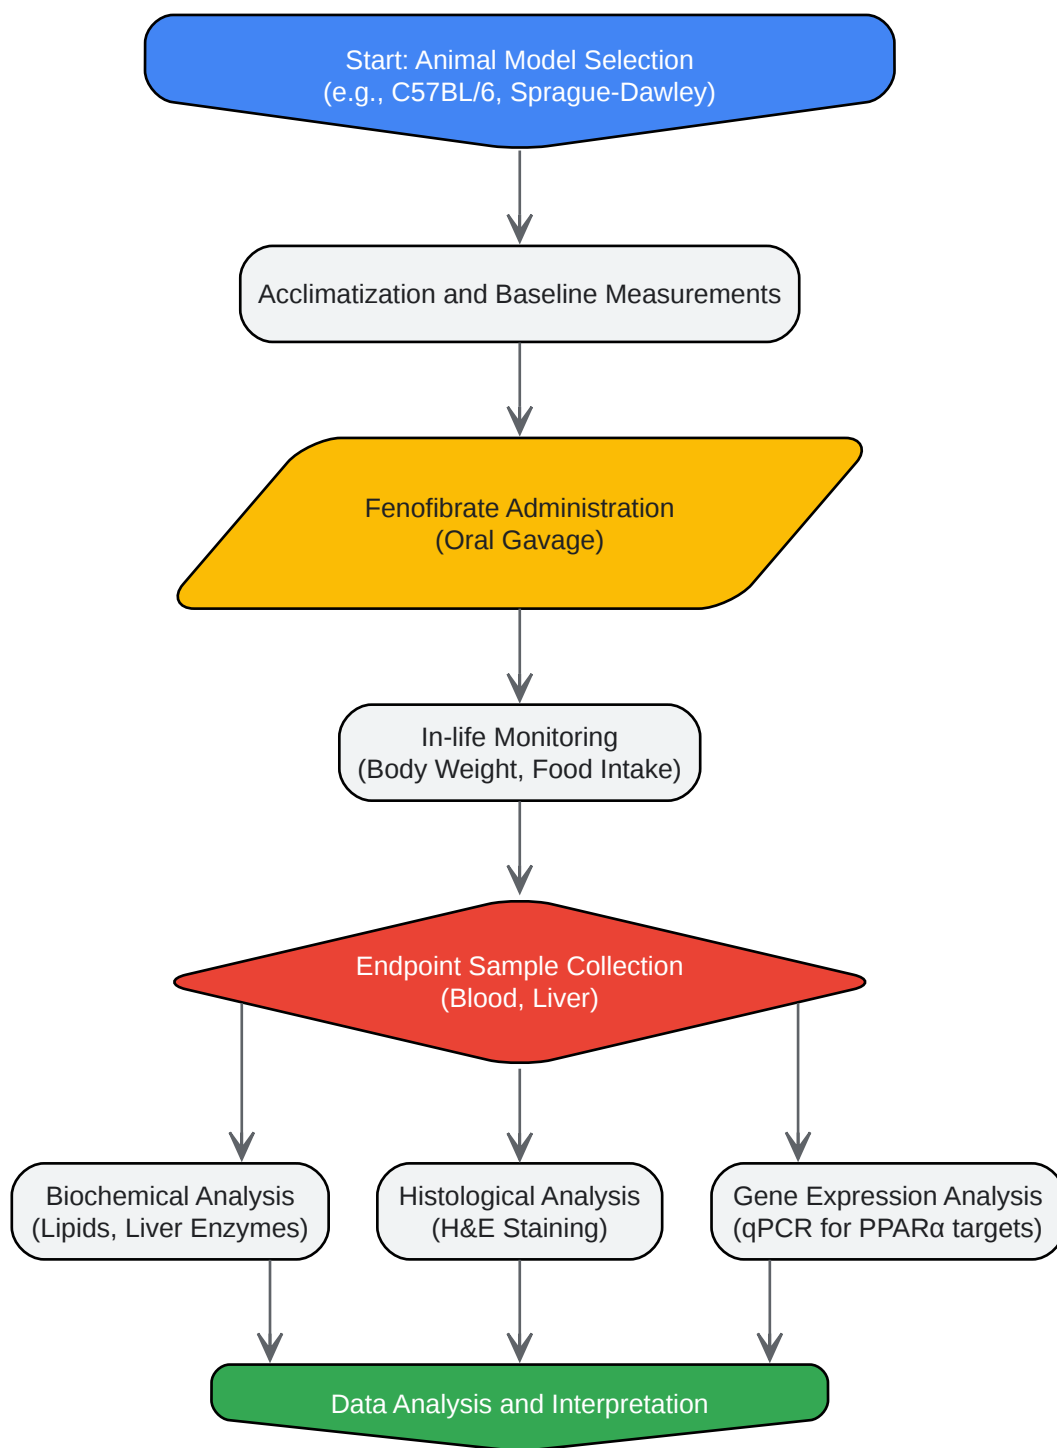 Start: Animal Model Selection
(e.g., C57BL/6, Sprague-Dawley)
Acclimatization and Baseline Measurements
Fenofibrate Administration
(Oral Gavage)
In-life Monitoring
(Body Weight, Food Intake)
Endpoint Sample Collection
(Blood, Liver)
Biochemical Analysis
(Lipids, Liver Enzymes)
Histological Analysis
(H&E Staining)
Gene Expression Analysis
(qPCR for PPARα targets)
Data Analysis and Interpretation